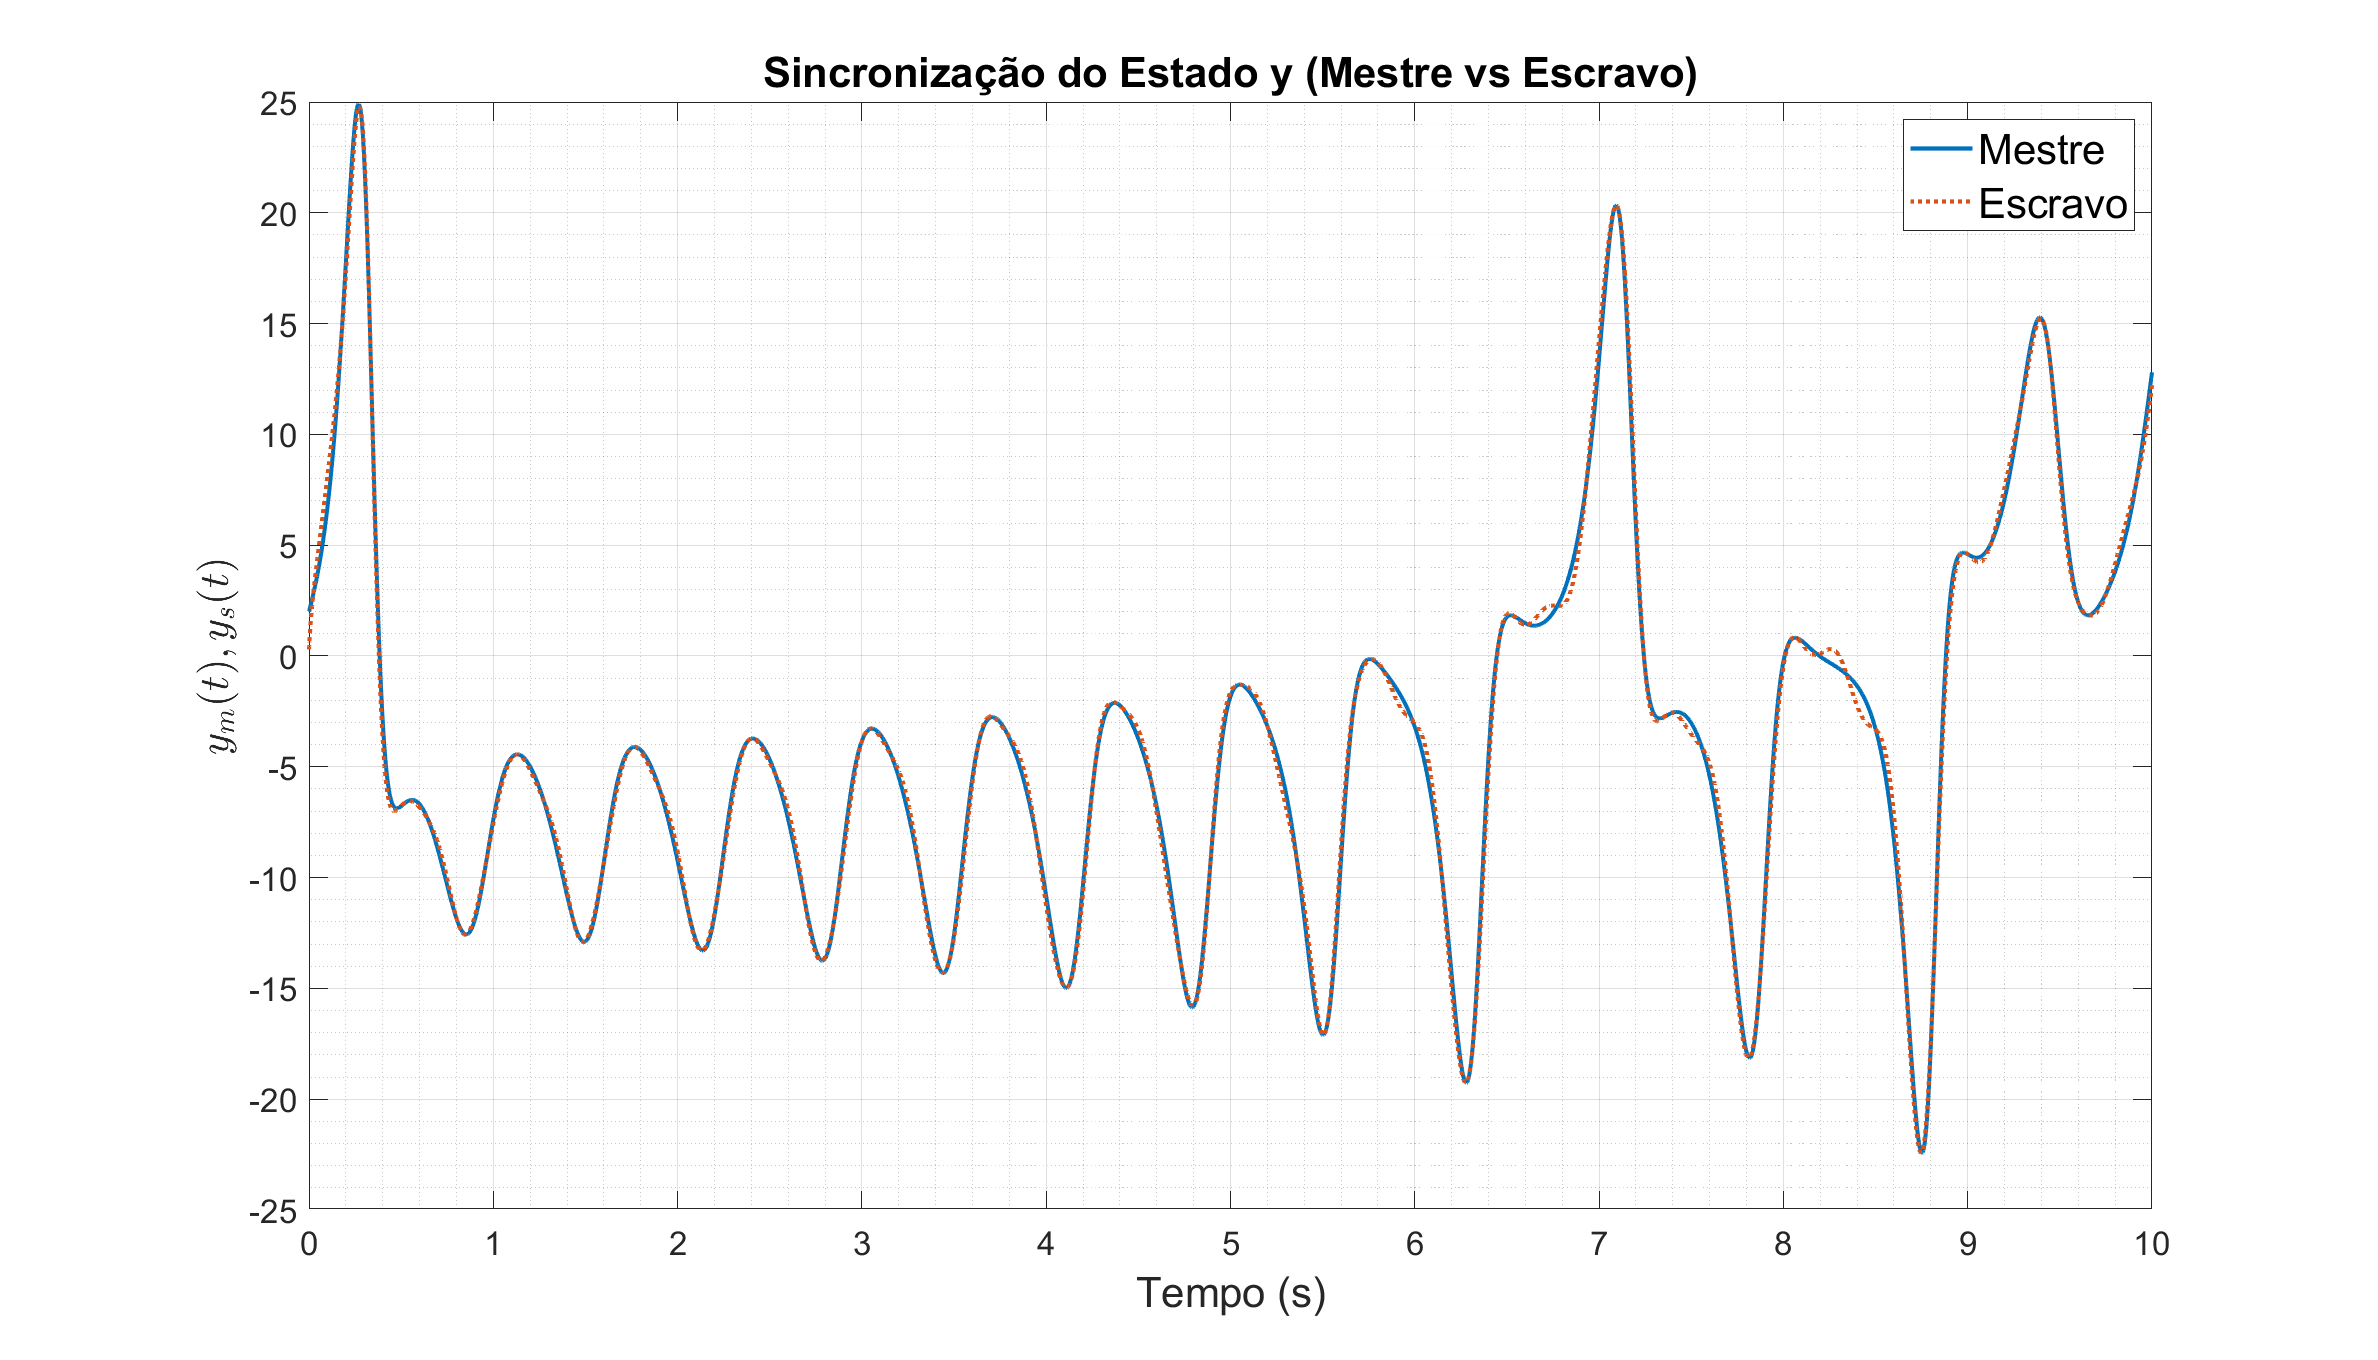 Sincronização do Estado y (Mestre vs Escravo)
Mestre
Escravo
25
20
15
10
5
0
-5
-10
-15
-20
-25
y_m(t), y_s(t)
0 1 2 3 4 5 6 7 8 9 10
Tempo (s)